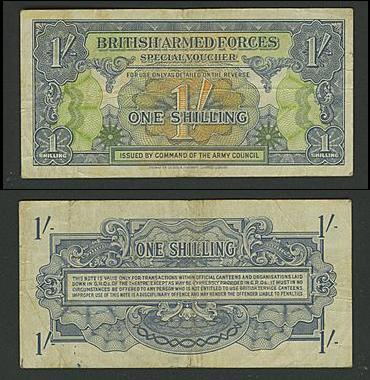 1/- BRITISH ARMED FORCES 1/-
SPECIAL VOUCHER
FOR USE ONLY AS DETAILED ON THE REVERSE
1/-
ONE SHILLING
1 SHILLING 1 SHILLING
ISSUED BY COMMAND OF THE ARMY COUNCIL
1/- 1/-
ONE SHILLING
THIS NOTE IS VALID ONLY FOR TRANSACTIONS WITHIN OFFICIAL CANTEENS AND ORGANISATIONS LAID
DOWN IN G.R.Os. OF THE THEATRE. EXCEPT AS MAY BE EXPRESSLY PROVIDED IN G.R.Os.; IT MUST IN NO
CIRCUMSTANCES BE OFFERED TO ANY PERSON WHO IS NOT ENTITLED TO USE BRITISH SERVICE CANTEENS.
IMPROPER USE OF THIS NOTE IS A DISCIPLINARY OFFENCE AND MAY RENDER THE OFFENDER LIABLE TO PENALTIES.
1/- 1/-